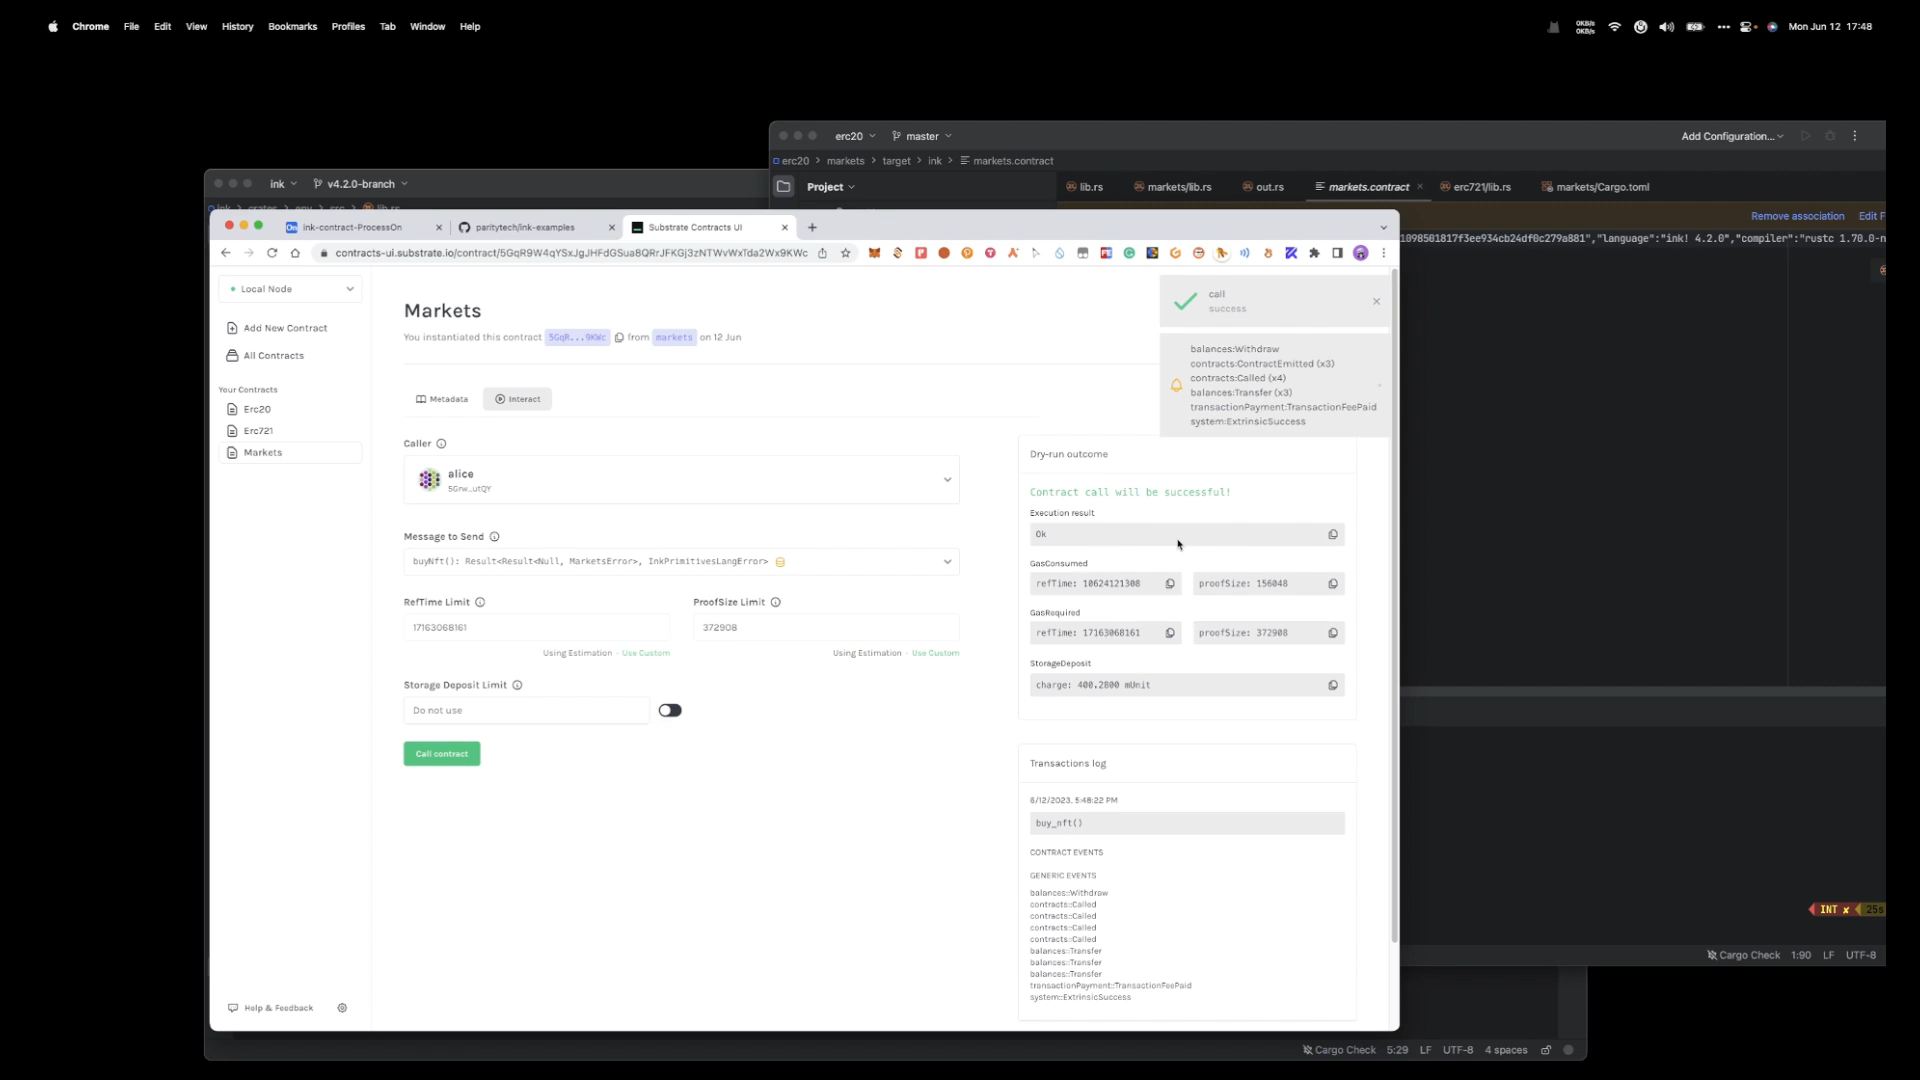 Chrome File Edit View History Bookmarks Profiles Tab Window Help
0KB/s
0KB/s
Mon Jun 12 17:48
erc20 master Add Configuration...
erc20 > markets > target > ink > markets.contract
Project
lib.rs markets/lib.rs out.rs markets.contract erc721/lib.rs markets/Cargo.toml
Remove association Edit F
1098501817f3ee934cb24df0c279a881","language":"ink! 4.2.0","compiler":"rustc 1.70.0-n
ink v4.2.0-branch
ink-contract-ProcessOn paritytech/ink-examples Substrate Contracts UI
contracts-ui.substrate.io/contract/5GqR9W4qYSxJgJHFdGSua8QRrJFKGj3zNTWvWxTda2Wx9KWc
Local Node
Add New Contract
All Contracts
Your Contracts
Erc20
Erc721
Markets
Help & Feedback
Markets
You instantiated this contract 5GqR...9KWc from markets on 12 Jun
Metadata Interact
Caller
alice
5Grw...utQY
Message to Send
buyNft(): Result<Result<Null, MarketsError>, InkPrimitivesLangError>
RefTime Limit ProofSize Limit
17163068161 372908
Using Estimation · Use Custom Using Estimation · Use Custom
Storage Deposit Limit
Do not use
Call contract
call
success
balances:Withdraw
contracts:ContractEmitted (x3)
contracts:Called (x4)
balances:Transfer (x3)
transactionPayment:TransactionFeePaid
system:ExtrinsicSuccess
Dry-run outcome
Contract call will be successful!
Execution result
Ok
GasConsumed
refTime: 10624121308 proofSize: 156048
GasRequired
refTime: 17163068161 proofSize: 372908
StorageDeposit
charge: 400.2800 mUnit
Transactions log
6/12/2023, 5:48:22 PM
buy_nft()
CONTRACT EVENTS
GENERIC EVENTS
balances::Withdraw
contracts::Called
contracts::Called
contracts::Called
contracts::Called
balances::Transfer
balances::Transfer
balances::Transfer
transactionPayment::TransactionFeePaid
system::ExtrinsicSuccess
INT x 25s
Cargo Check 1:90 LF UTF-8
Cargo Check 5:29 LF UTF-8 4 spaces